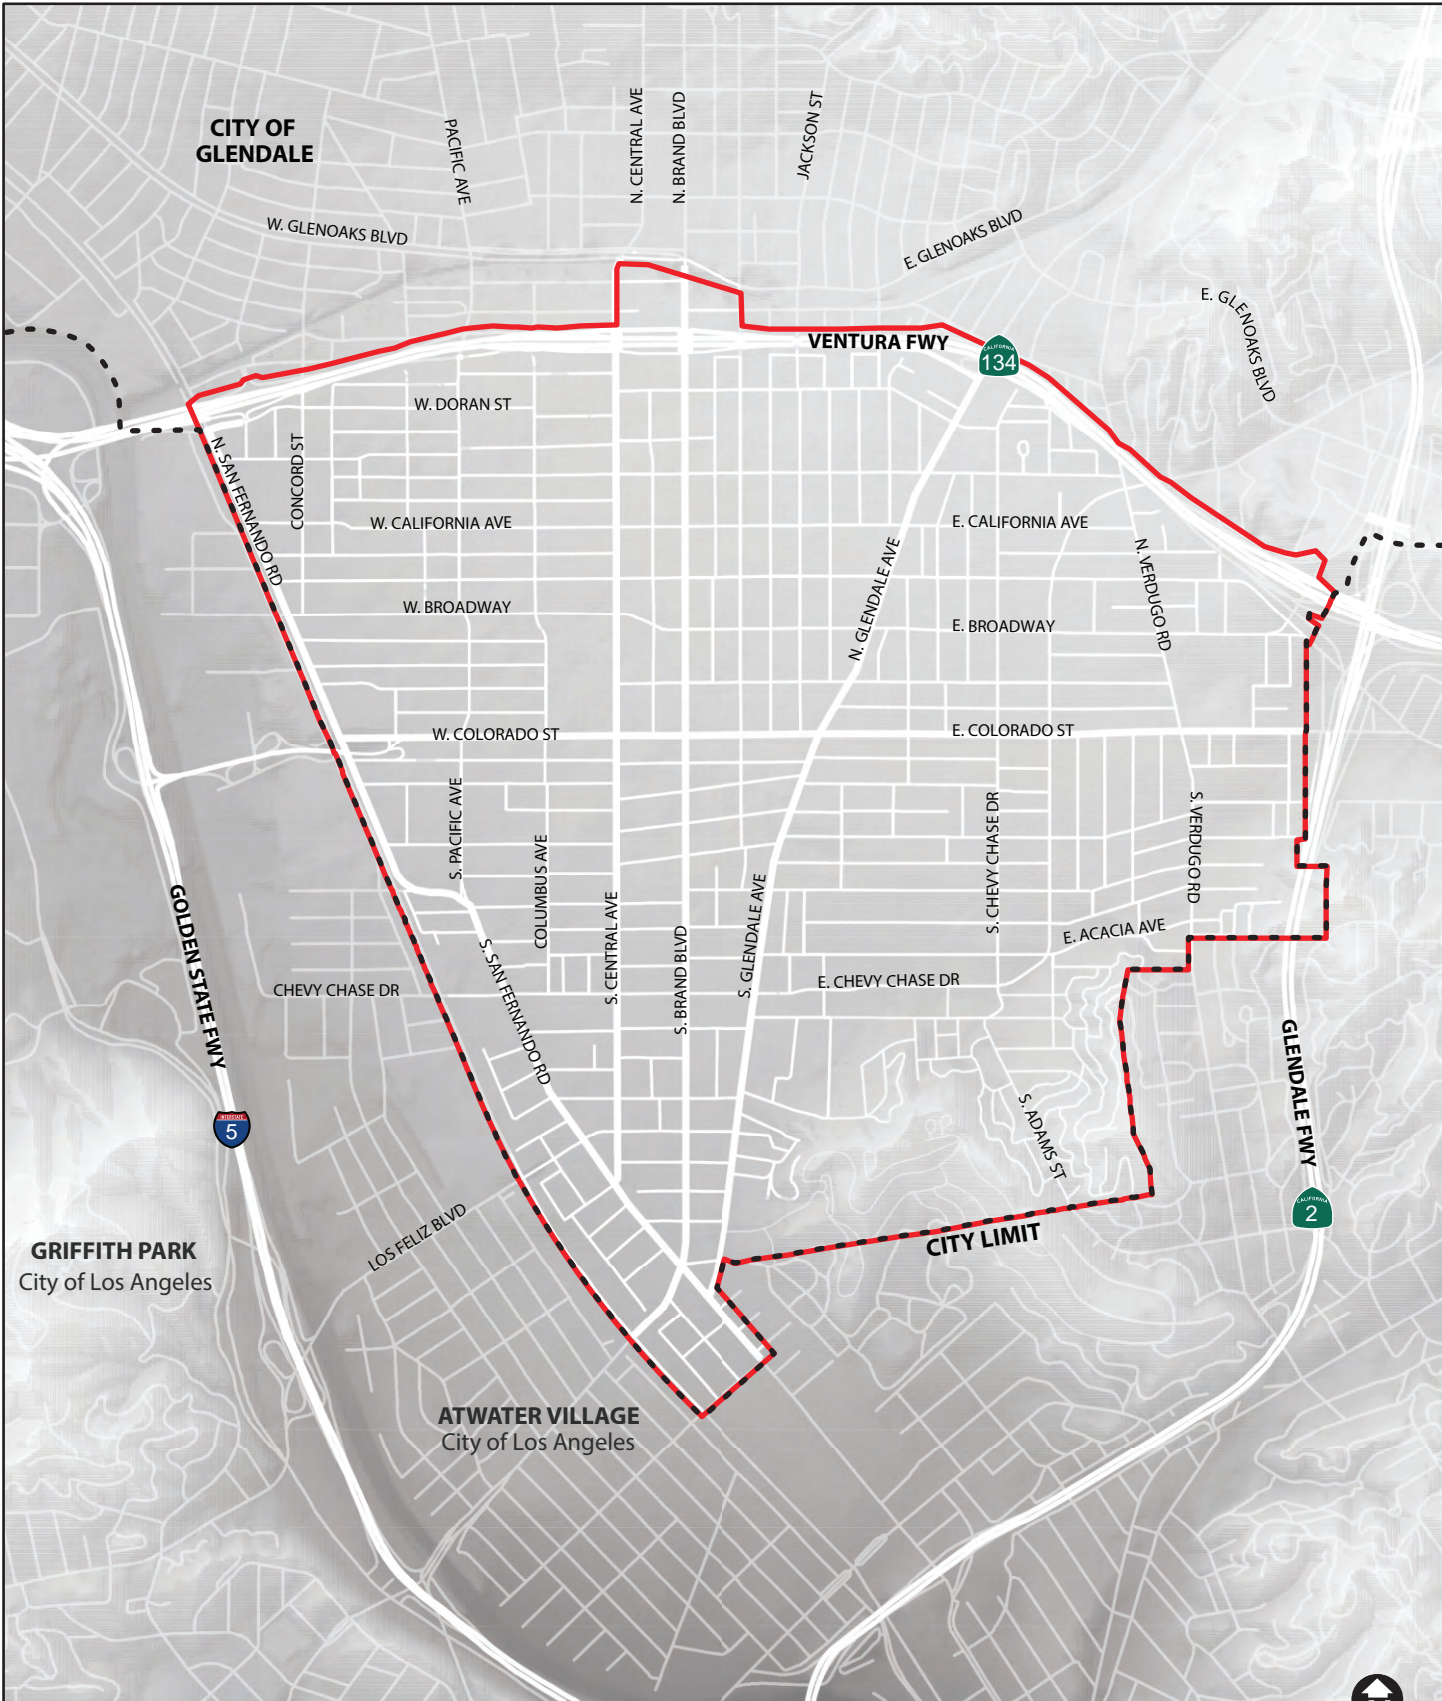 CITY OF
GLENDALE
PACIFIC AVE
N. CENTRAL AVE
N. BRAND BLVD
JACKSON ST
W. GLENOAKS BLVD
E. GLENOAKS BLVD
E. GLENOAKS BLVD
VENTURA FWY
CALIFORNIA
134
W. DORAN ST
N. SAN FERNANDO RD
CONCORD ST
W. CALIFORNIA AVE
E. CALIFORNIA AVE
N. GLENDALE AVE
N. VERDUGO RD
W. BROADWAY
E. BROADWAY
W. COLORADO ST
E. COLORADO ST
S. PACIFIC AVE
COLUMBUS AVE
S. CHEVY CHASE DR
S. VERDUGO RD
GOLDEN STATE FWY
S. CENTRAL AVE
S. BRAND BLVD
S. GLENDALE AVE
E. ACACIA AVE
S. SAN FERNANDO RD
CHEVY CHASE DR
E. CHEVY CHASE DR
GLENDALE FWY
S. ADAMS ST
INTERSTATE
5
CALIFORNIA
2
LOS FELIZ BLVD
CITY LIMIT
GRIFFITH PARK
City of Los Angeles
ATWATER VILLAGE
City of Los Angeles